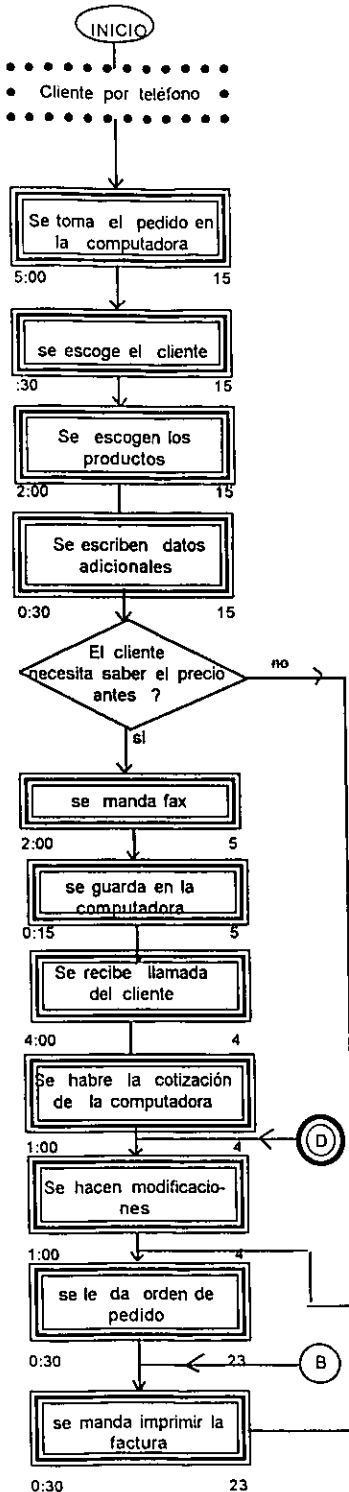 INICIO
Cliente por teléfono
Se toma el pedido en
la computadora
5:00 15
se escoge el cliente
:30 15
Se escogen los
productos
2:00 15
Se escriben datos
adicionales
0:30 15
El cliente
necesita saber el precio
antes ?
no
si
se manda fax
2:00 5
se guarda en la
computadora
0:15 5
Se recibe llamada
del cliente
4:00 4
Se habre la cotización
de la computadora
1:00 4
D
Se hacen modificacio-
nes
1:00 4
se le da orden de
pedido
0:30 23
B
se manda imprimir la
factura
0:30 23